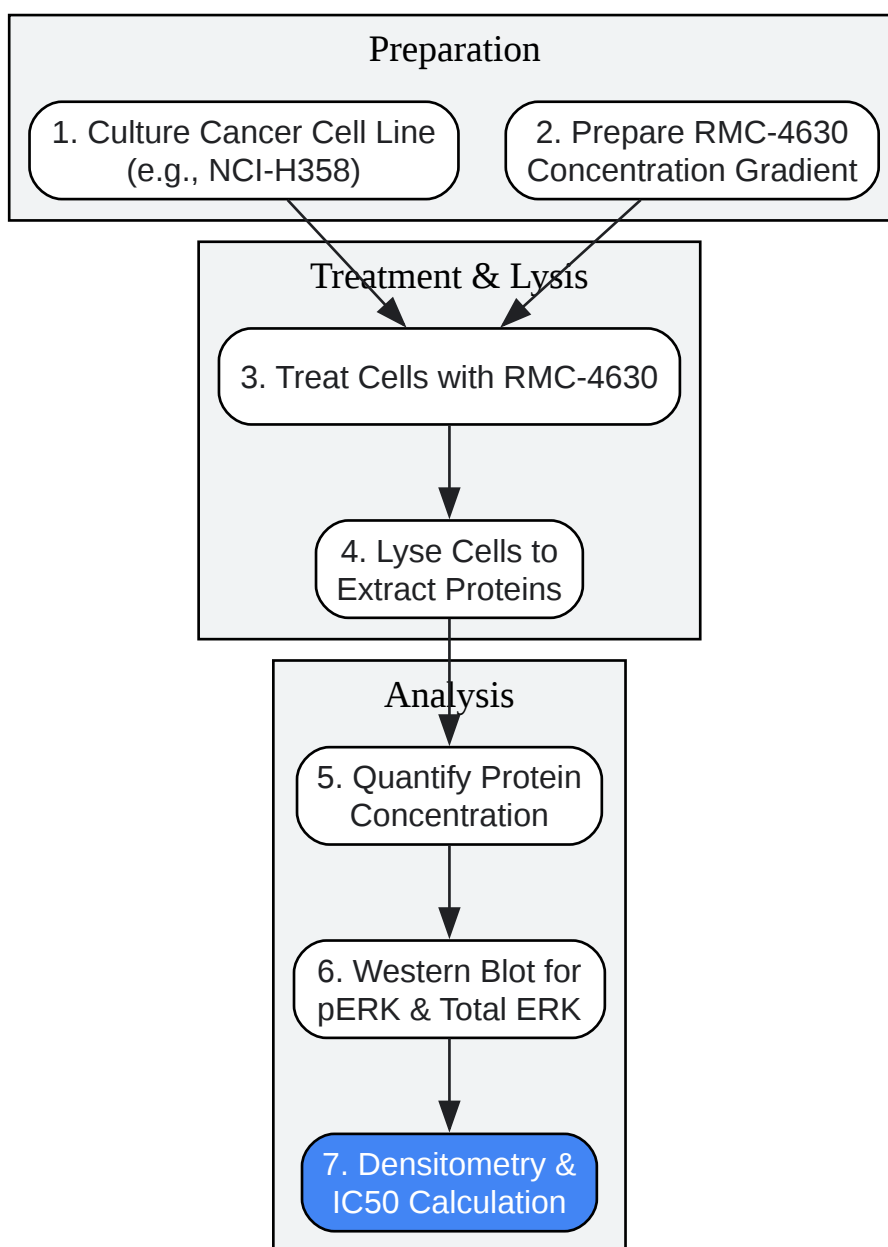 Preparation
1. Culture Cancer Cell Line
(e.g., NCI-H358)
2. Prepare RMC-4630
Concentration Gradient
Treatment & Lysis
3. Treat Cells with RMC-4630
4. Lyse Cells to
Extract Proteins
Analysis
5. Quantify Protein
Concentration
6. Western Blot for
pERK & Total ERK
7. Densitometry &
IC50 Calculation